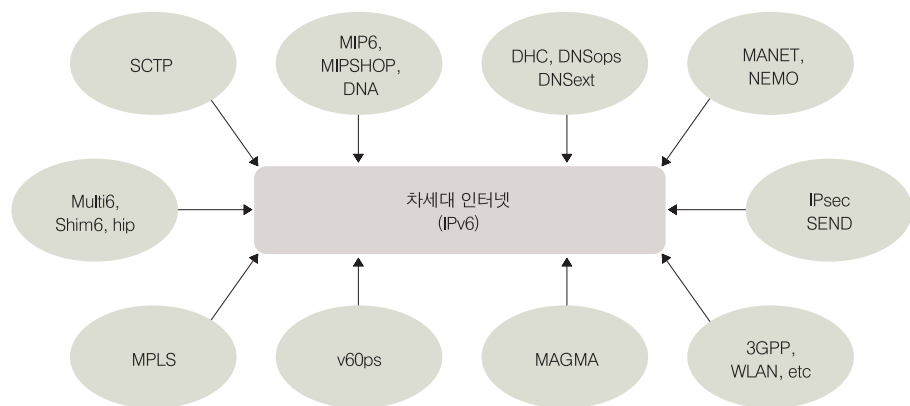 SCTP
MIP6,
MIPSHOP,
DNA
DHC, DNSops
DNSext
MANET,
NEMO
Multi6,
Shim6, hip
차세대 인터넷
(IPv6)
IPsec
SEND
MPLS
v60ps
MAGMA
3GPP,
WLAN, etc